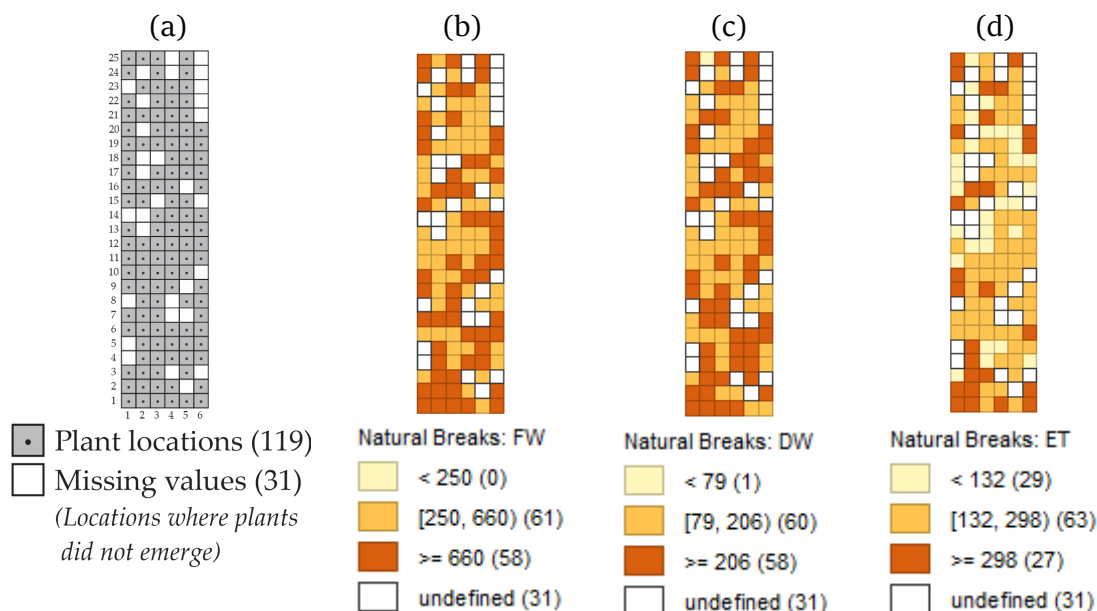 (a) (b) (c) (d)
25
24
23
22
21
20
19
18
17
16
15
14
13
12
11
10
9
8
7
6
5
4
3
2
1
1 2 3 4 5 6
Plant locations (119)
Missing values (31)
(Locations where plants
did not emerge)
Natural Breaks: FW
< 250 (0)
[250, 660) (61)
>= 660 (58)
undefined (31)
Natural Breaks: DW
< 79 (1)
[79, 206) (60)
>= 206 (58)
undefined (31)
Natural Breaks: ET
< 132 (29)
[132, 298) (63)
>= 298 (27)
undefined (31)